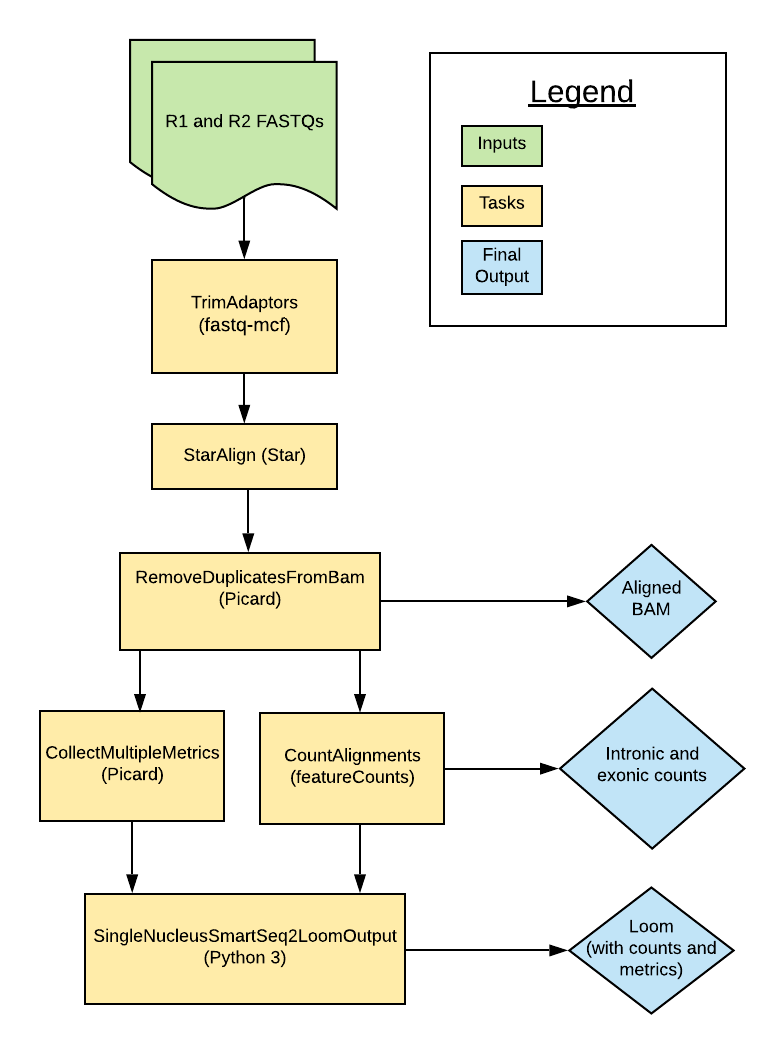 R1 and R2 FASTQs
Legend
Inputs
Tasks
Final
Output
TrimAdaptors
(fastq-mcf)
StarAlign (Star)
RemoveDuplicatesFromBam
(Picard)
Aligned
BAM
CollectMultipleMetrics
(Picard)
CountAlignments
(featureCounts)
Intronic and
exonic counts
SingleNucleusSmartSeq2LoomOutput
(Python 3)
Loom
(with counts and
metrics)